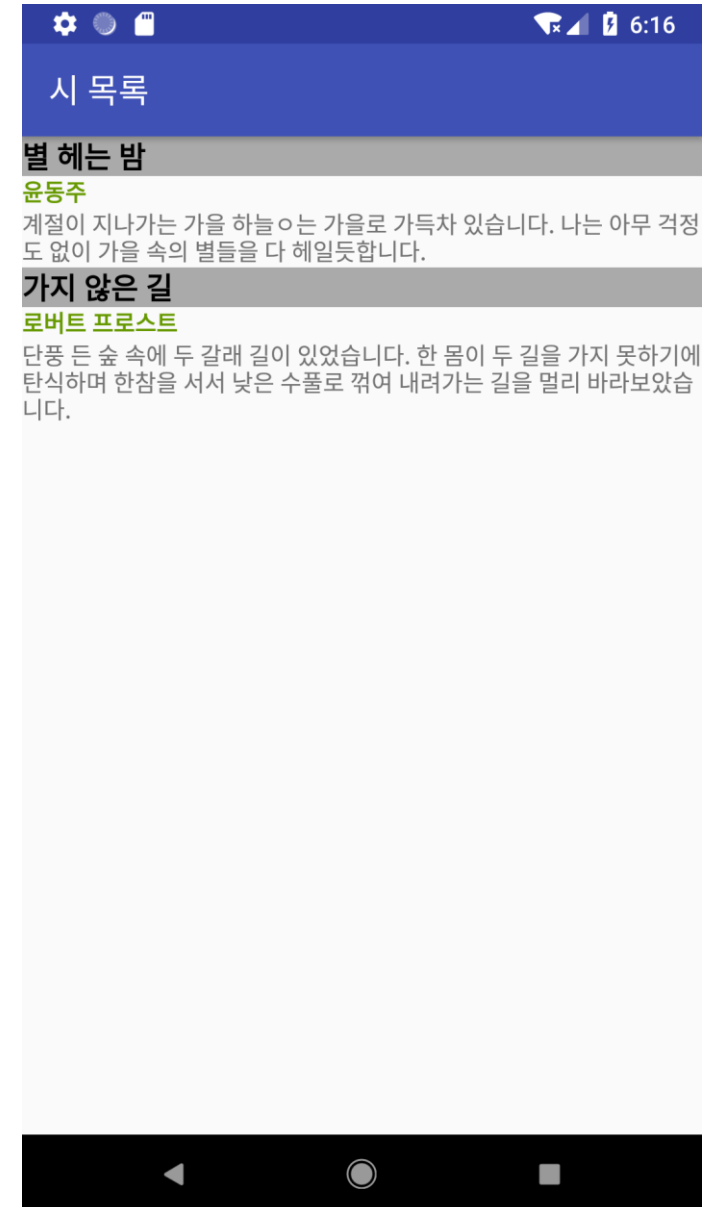 6:16
시 목록
별 헤는 밤
윤동주
계절이 지나가는 가을 하늘ㅇ는 가을로 가득차 있습니다. 나는 아무 걱정
도 없이 가을 속의 별들을 다 헤일듯합니다.
가지 않은 길
로버트 프로스트
단풍 든 숲 속에 두 갈래 길이 있었습니다. 한 몸이 두 길을 가지 못하기에
탄식하며 한참을 서서 낮은 수풀로 꺾여 내려가는 길을 멀리 바라보았습
니다.